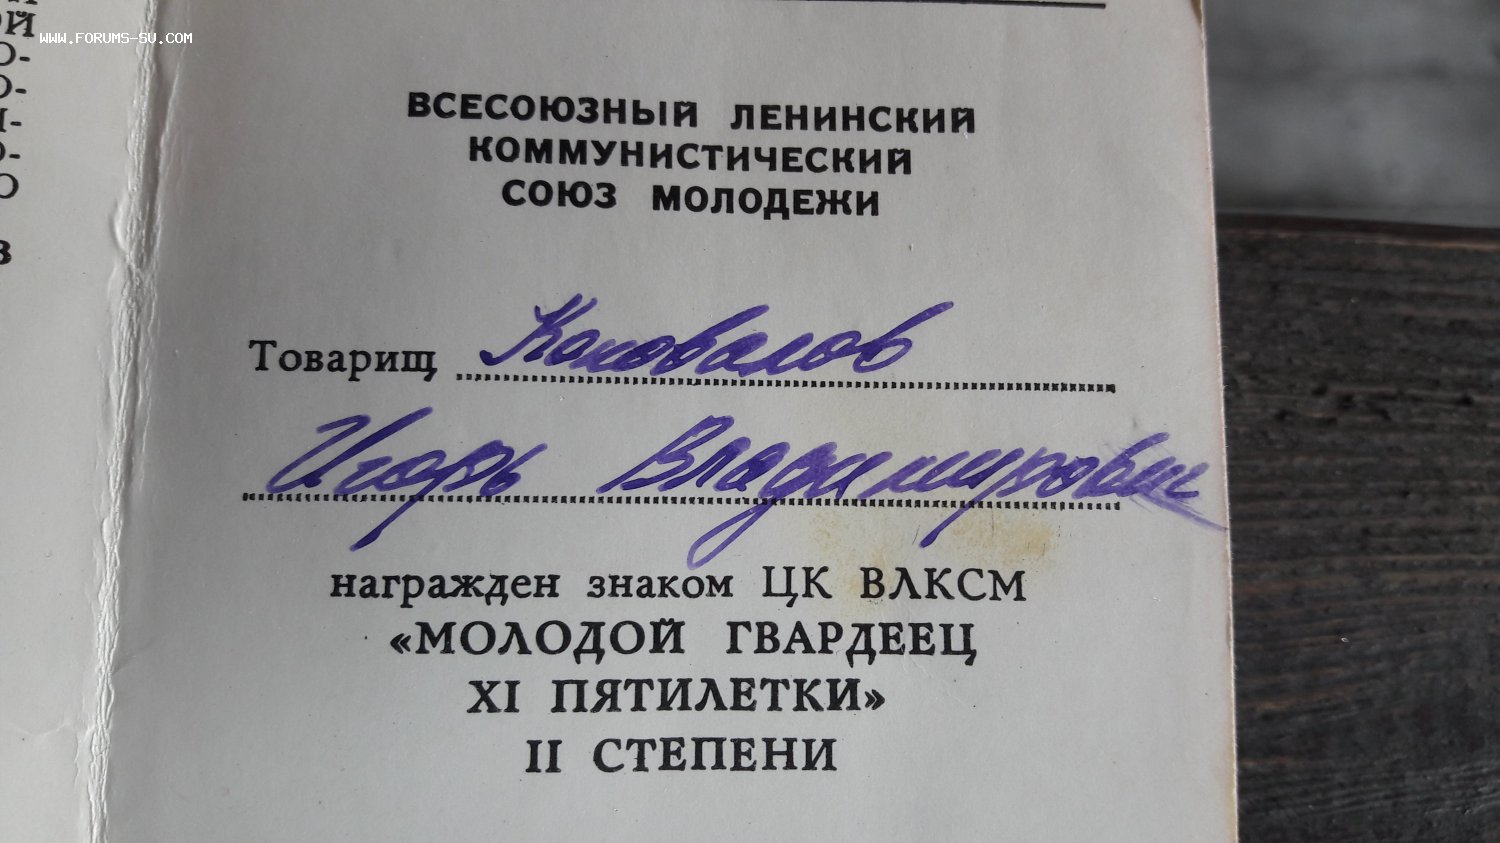 WWW.FORUMS-SU.COM
ОЙ
О-
О-
О-
О
В
ВСЕСОЮЗНЫЙ ЛЕНИНСКИЙ
КОММУНИСТИЧЕСКИЙ
СОЮЗ МОЛОДЕЖИ
Товарищ Коновалов
Игорь Владимирович
награжден знаком ЦК ВЛКСМ
«МОЛОДОЙ ГВАРДЕЕЦ
XI ПЯТИЛЕТКИ»
II СТЕПЕНИ